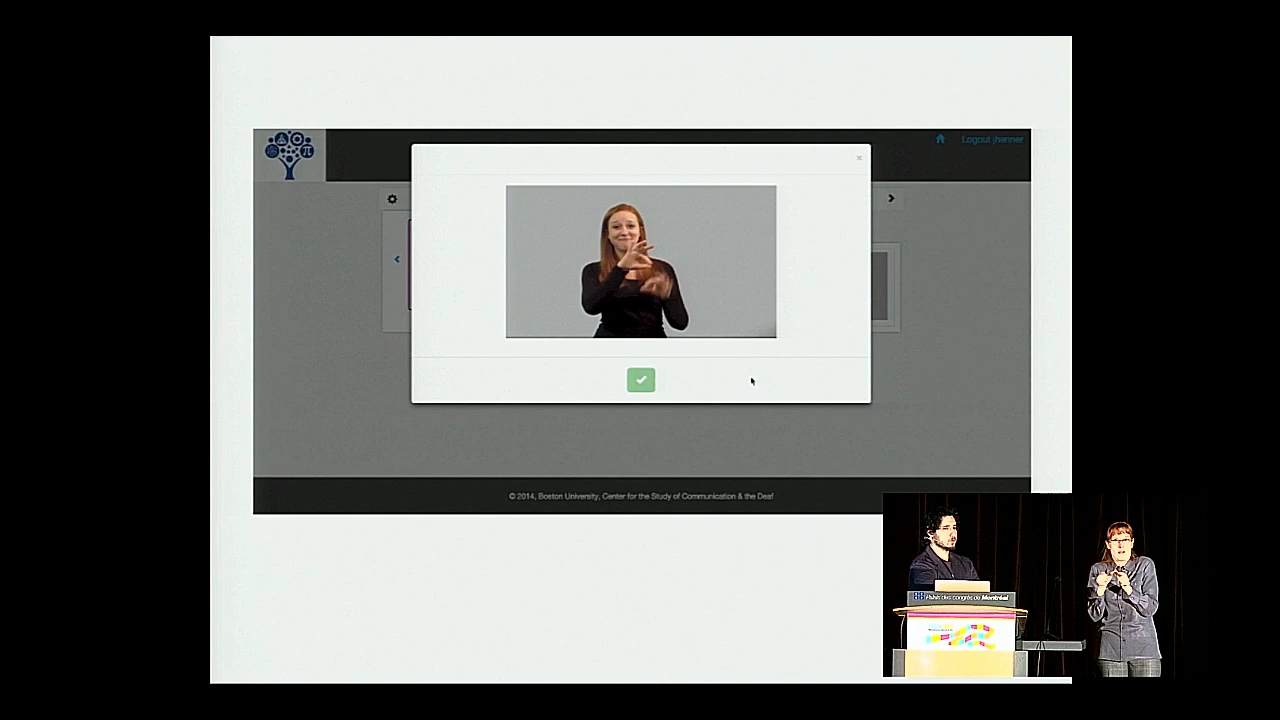 Logout jhenner
© 2014, Boston University, Center for the Study of Communication & the Deaf
Palais des congrès de Montréal